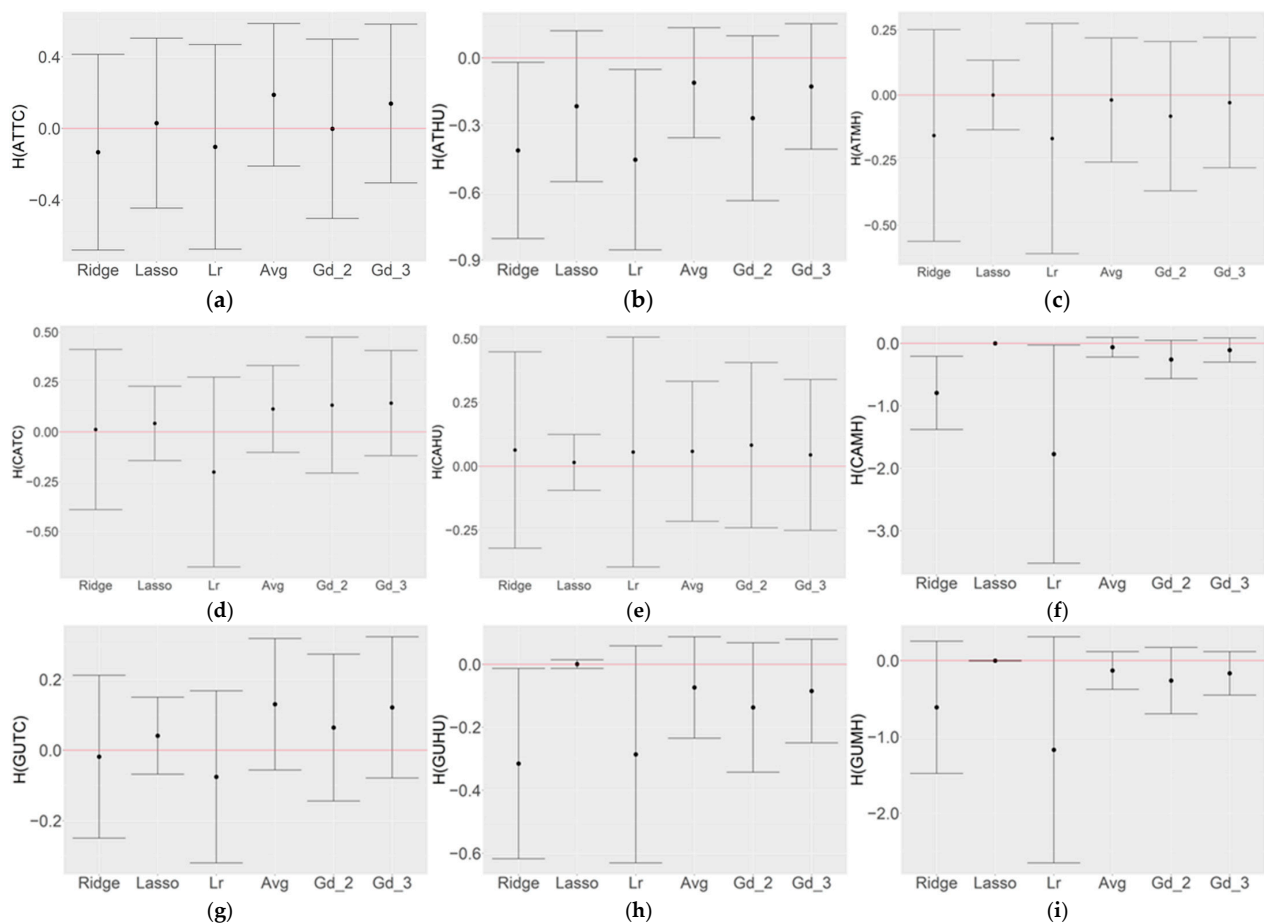 H(ATTC)
0.4
0.0
−0.4
Ridge Lasso Lr Avg Gd_2 Gd_3
(a)
H(ATHU)
0.0
−0.3
−0.6
−0.9
Ridge Lasso Lr Avg Gd_2 Gd_3
(b)
H(ATMH)
0.25
0.00
−0.25
−0.50
Ridge Lasso Lr Avg Gd_2 Gd_3
(c)
H(CATC)
0.50
0.25
0.00
−0.25
−0.50
Ridge Lasso Lr Avg Gd_2 Gd_3
(d)
H(CAHU)
0.50
0.25
0.00
−0.25
Ridge Lasso Lr Avg Gd_2 Gd_3
(e)
H(CAMH)
0.0
−1.0
−2.0
−3.0
Ridge Lasso Lr Avg Gd_2 Gd_3
(f)
H(GUTC)
0.2
0.0
−0.2
Ridge Lasso Lr Avg Gd_2 Gd_3
(g)
H(GUHU)
0.0
−0.2
−0.4
−0.6
Ridge Lasso Lr Avg Gd_2 Gd_3
(h)
H(GUMH)
0.0
−1.0
−2.0
Ridge Lasso Lr Avg Gd_2 Gd_3
(i)